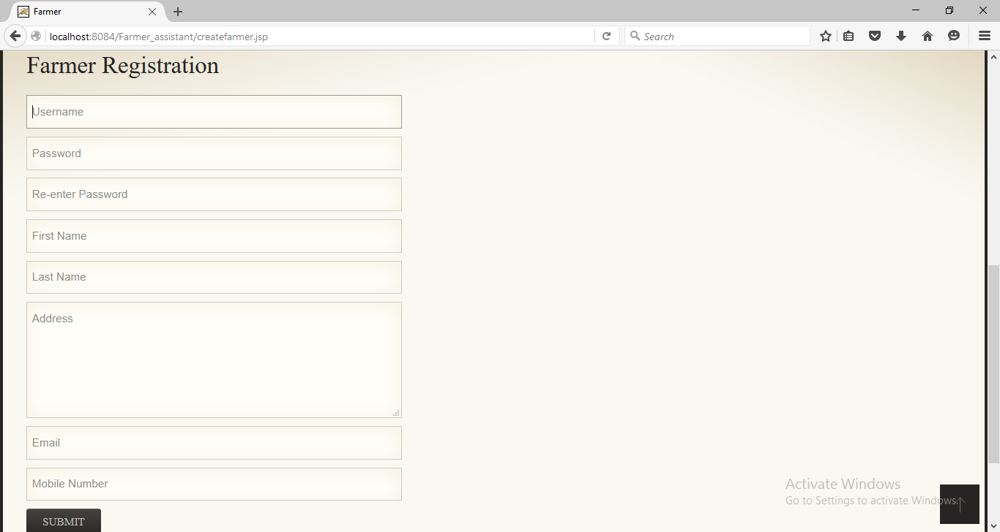 Farmer
localhost:8084/Farmer_assistant/createfarmer.jsp
Search
Farmer Registration
Username
Password
Re-enter Password
First Name
Last Name
Address
Email
Mobile Number
SUBMIT
Activate Windows
Go to Settings to activate Windows.